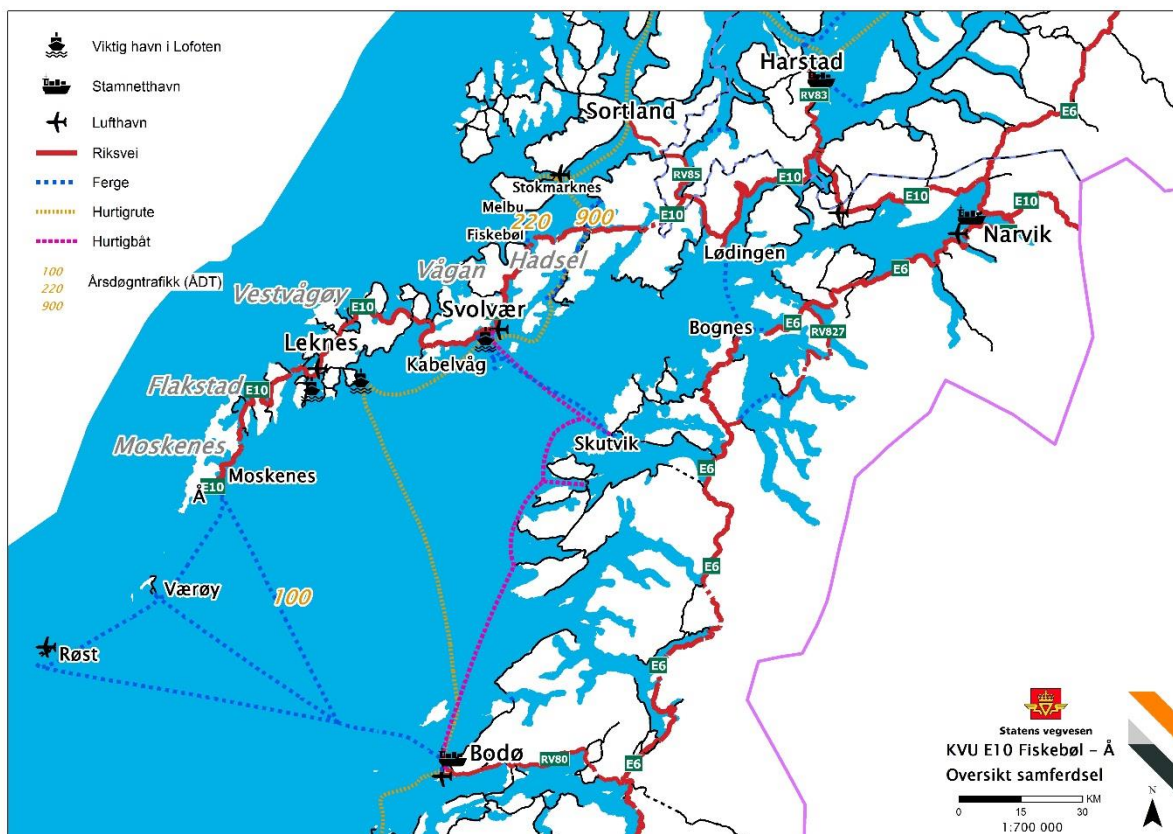 Viktig havn i Lofoten
Stamnetthavn
Lufthavn
Riksvei
Ferge
Hurtigrute
Hurtigbåt
100
220
900
Årsdøgntrafikk (ÅDT)
Harstad
RV83
E6
Sortland
RV85
E10
E10
E10
Stokmarknes
Melbu
220
900
Fiskebøl
E10
Narvik
Lødingen
Hadsel
Vågan
E6
Vestvågøy
E10
Svolvær
Bognes
E6
RV827
Leknes
Kabelvåg
Flakstad
E10
Moskenes
Skutvik
E6
Moskenes
Å
E10
E6
Værøy
100
Røst
E6
Bodø
RV80
E6
Statens vegvesen
KVU E10 Fiskebøl - Å
Oversikt samferdsel
N
0 15 30 KM
1:700 000